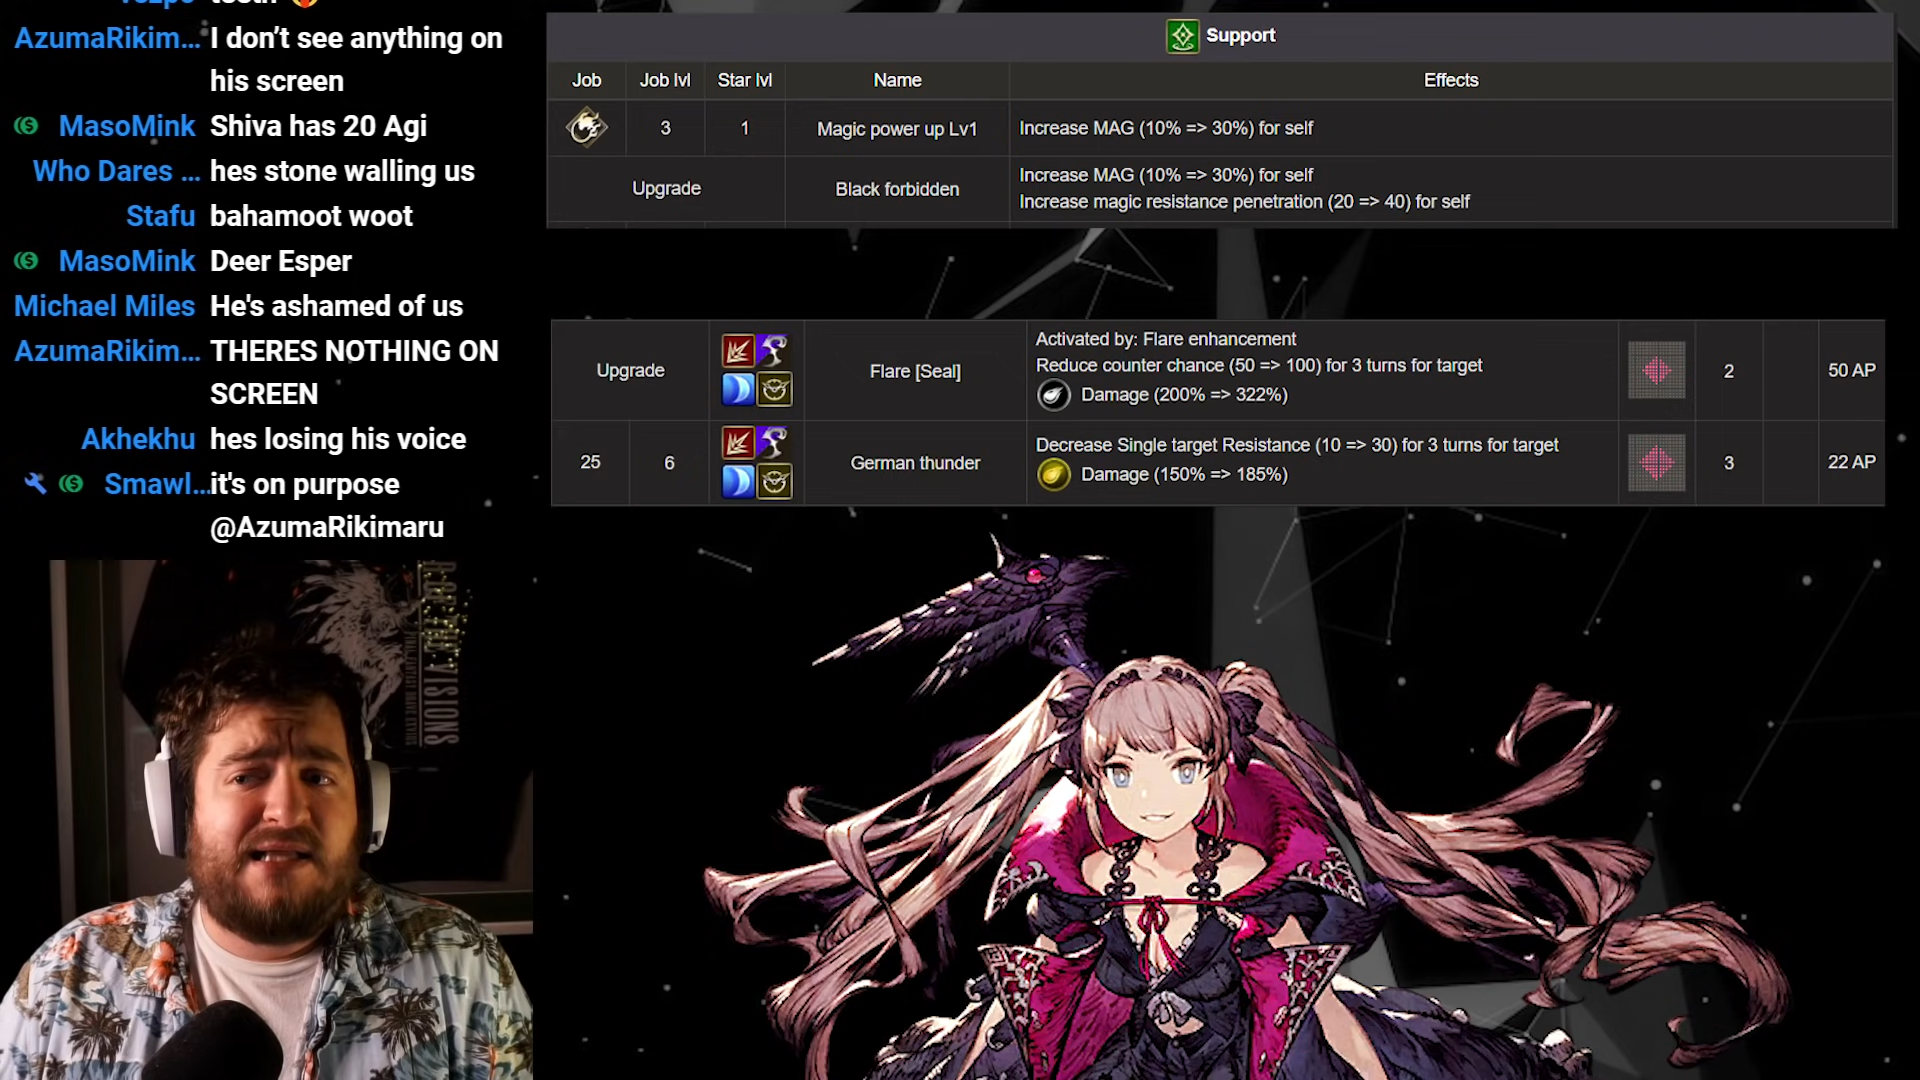 AzumaRikim... I don't see anything on
his screen
MasoMink Shiva has 20 Agi
Who Dares ... hes stone walling us
Stafu bahamoot woot
MasoMink Deer Esper
Michael Miles He's ashamed of us
AzumaRikim... THERES NOTHING ON
SCREEN
Akhekhu hes losing his voice
Smawl... it's on purpose
@AzumaRikimaru
VISIONS
Support
Job Job lvl Star lvl Name Effects
3 1 Magic power up Lv1 Increase MAG (10% => 30%) for self
Upgrade Black forbidden Increase MAG (10% => 30%) for self
Increase magic resistance penetration (20 => 40) for self
Upgrade Flare [Seal] Activated by: Flare enhancement
Reduce counter chance (50 => 100) for 3 turns for target
Damage (200% => 322%)
2 50 AP
25 6 German thunder Decrease Single target Resistance (10 => 30) for 3 turns for target
Damage (150% => 185%)
3 22 AP